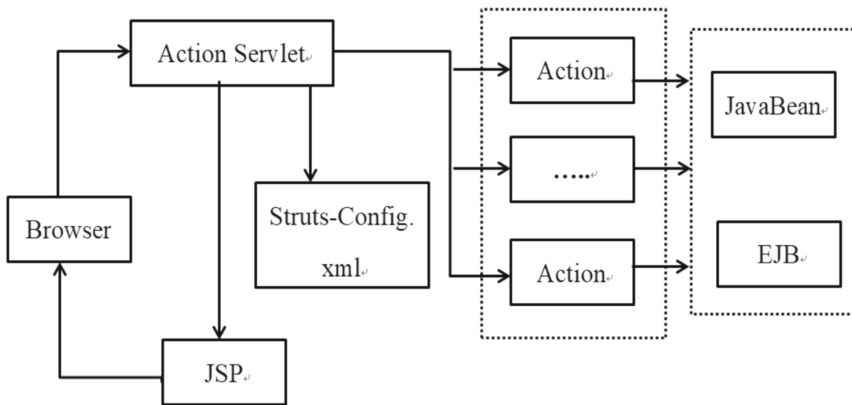 Action Servlet
Action
JavaBean
…..
Struts-Config.
xml
Browser
Action
EJB
JSP